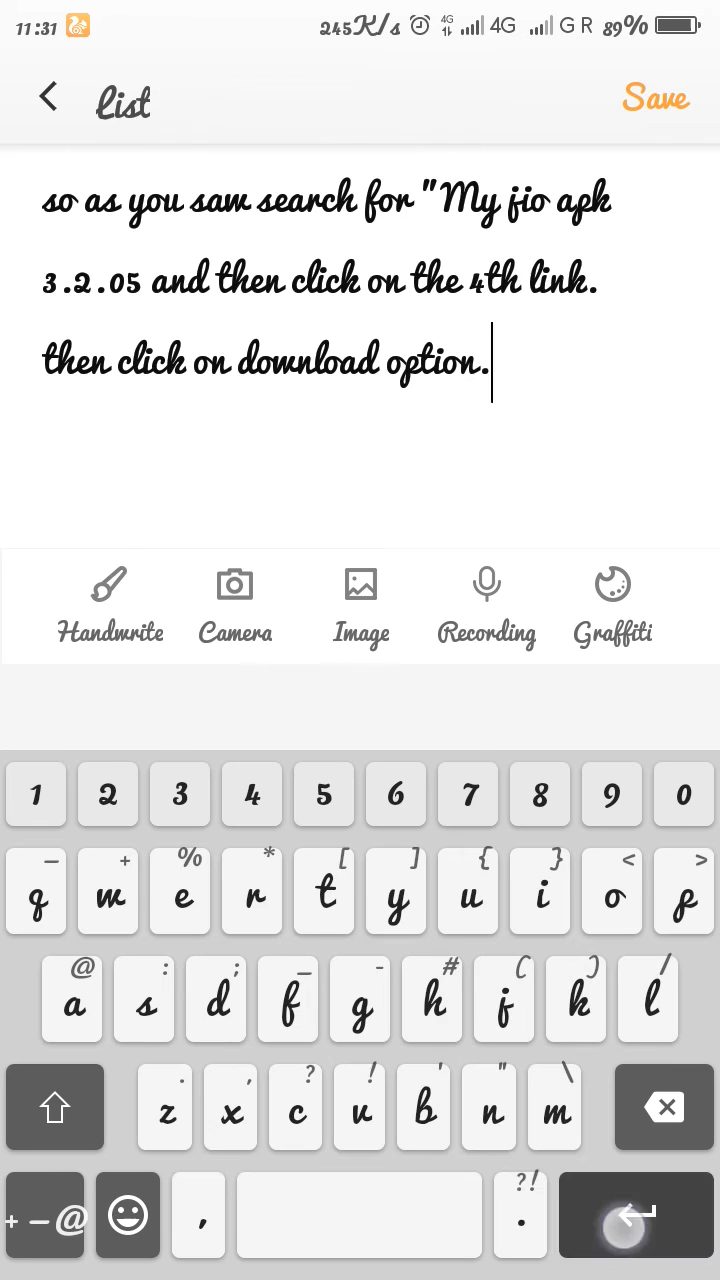 11:31 245K/s 4G 4G G R 89%
List Save
so as you saw search for "My jio apk
3.2.05 and then click on the 4th link.
then click on download option.
Handwrite Camera Image Recording Graffiti
1 2 3 4 5 6 7 8 9 0
— + % * [ ] { } < >
q w e r t y u i o p
@ : ; _ - # ( ) /
a s d f g h j k l
. , ? ! ' " \
z x c v b n m
?!
+ — @ , .